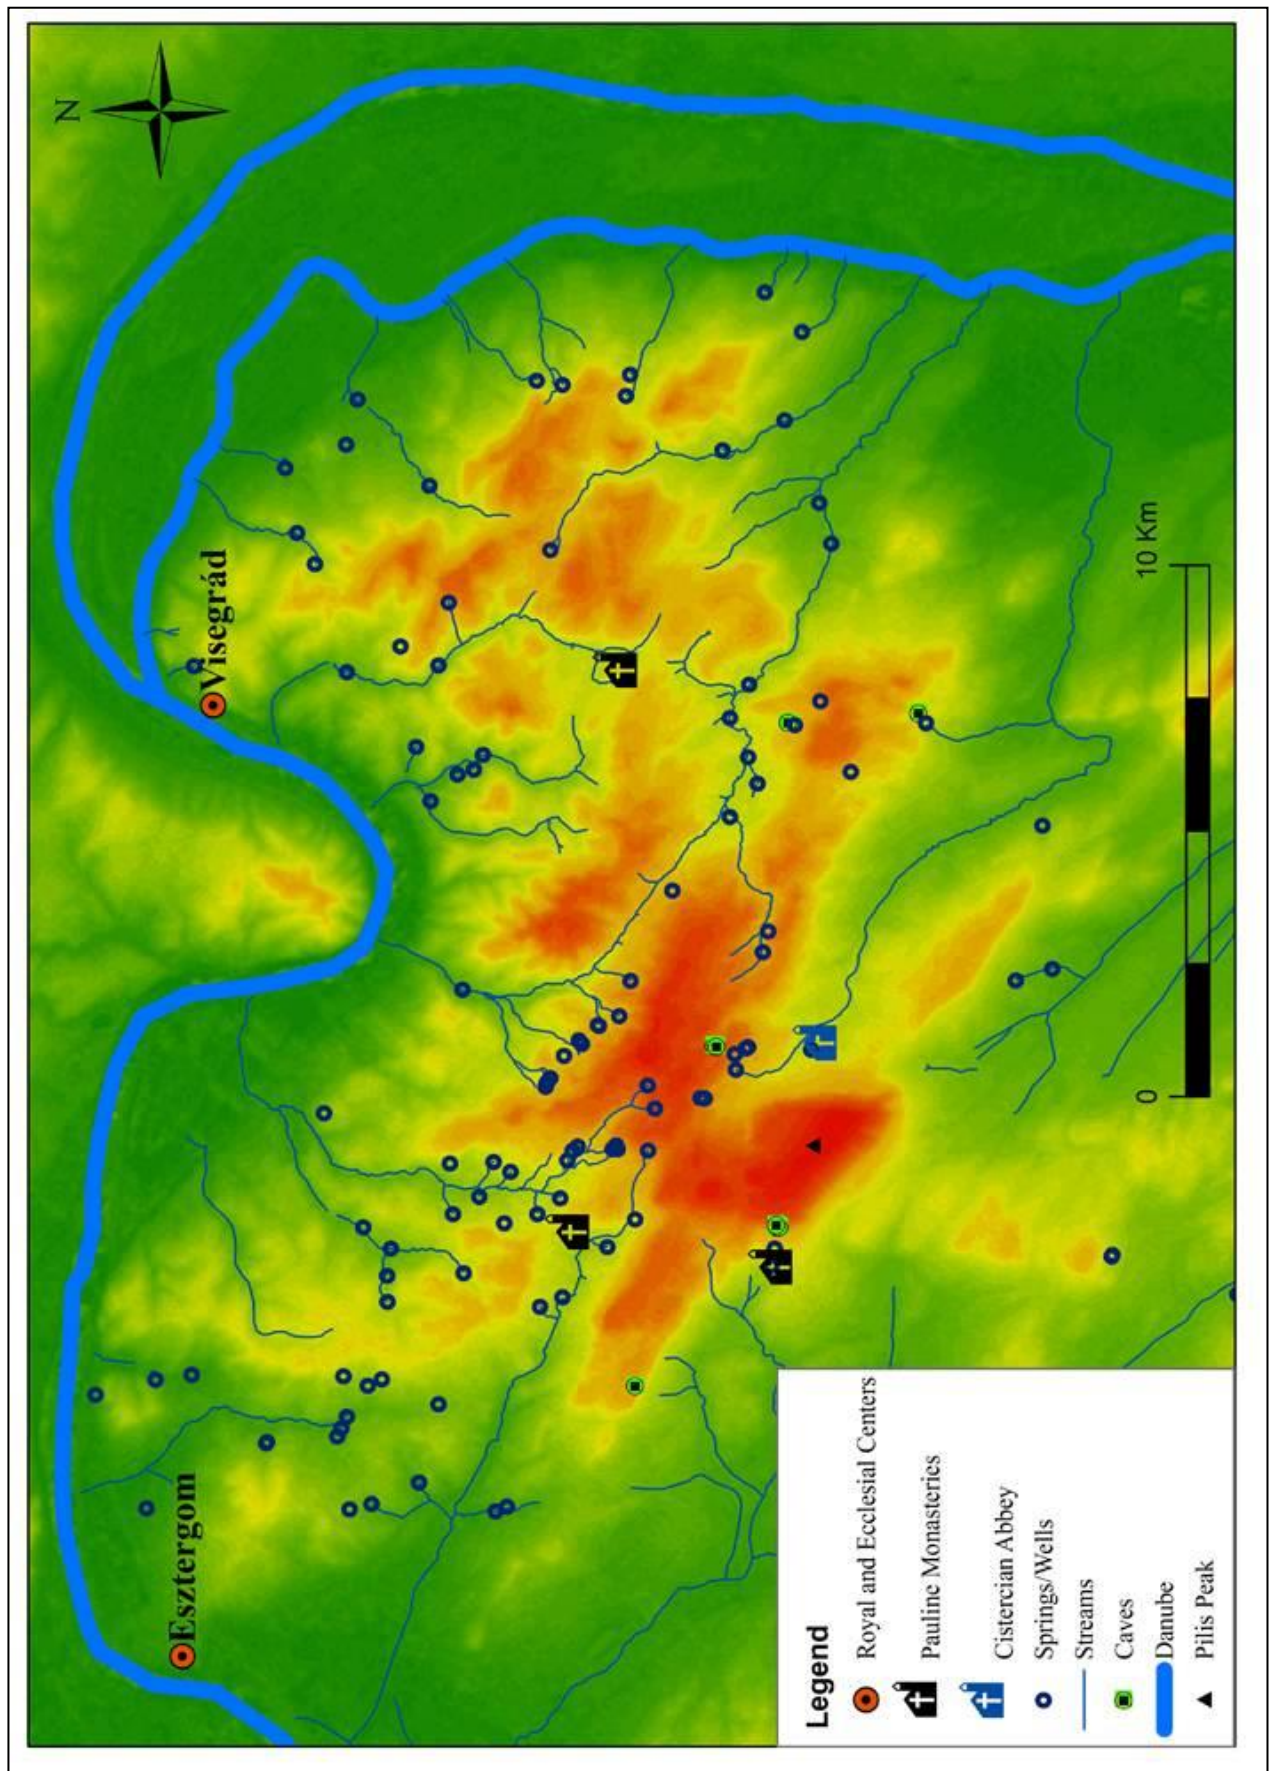 N
Visegrád
Esztergom
0
10 Km
Legend
Royal and Ecclesial Centers
Pauline Monasteries
Cistercian Abbey
Springs/Wells
Streams
Caves
Danube
Pilis Peak